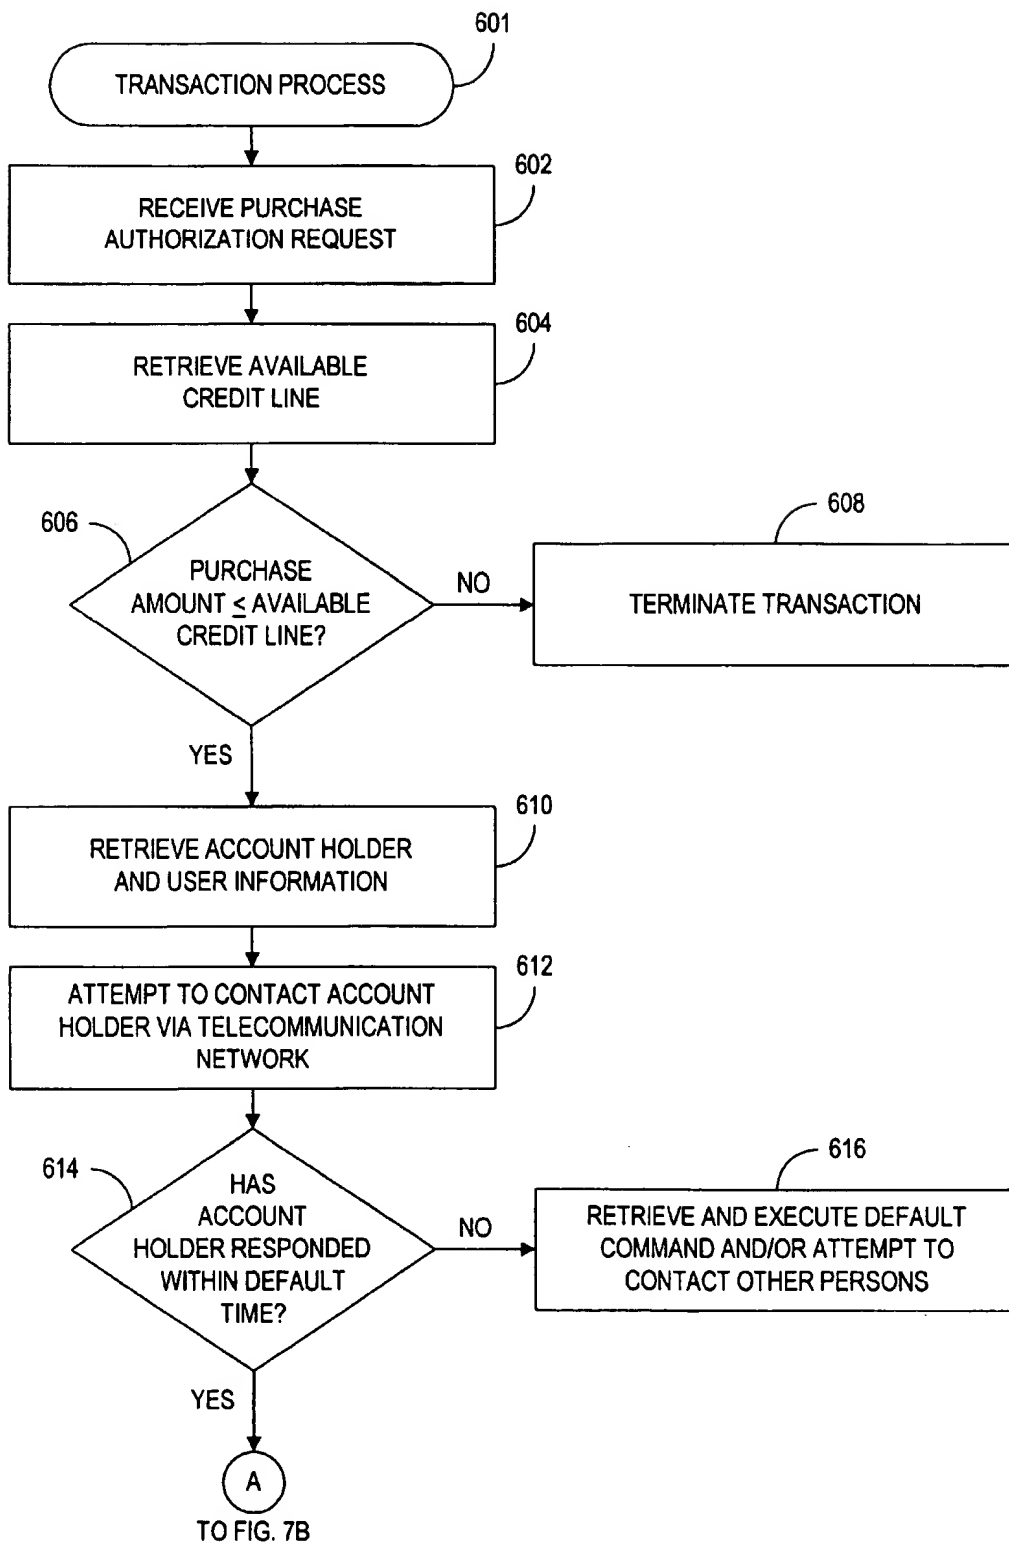 601
TRANSACTION PROCESS
602
RECEIVE PURCHASE
AUTHORIZATION REQUEST
604
RETRIEVE AVAILABLE
CREDIT LINE
606
PURCHASE
AMOUNT ≤ AVAILABLE
CREDIT LINE?
NO
608
TERMINATE TRANSACTION
YES
610
RETRIEVE ACCOUNT HOLDER
AND USER INFORMATION
612
ATTEMPT TO CONTACT ACCOUNT
HOLDER VIA TELECOMMUNICATION
NETWORK
614
HAS
ACCOUNT
HOLDER RESPONDED
WITHIN DEFAULT
TIME?
NO
616
RETRIEVE AND EXECUTE DEFAULT
COMMAND AND/OR ATTEMPT TO
CONTACT OTHER PERSONS
YES
A
TO FIG. 7B